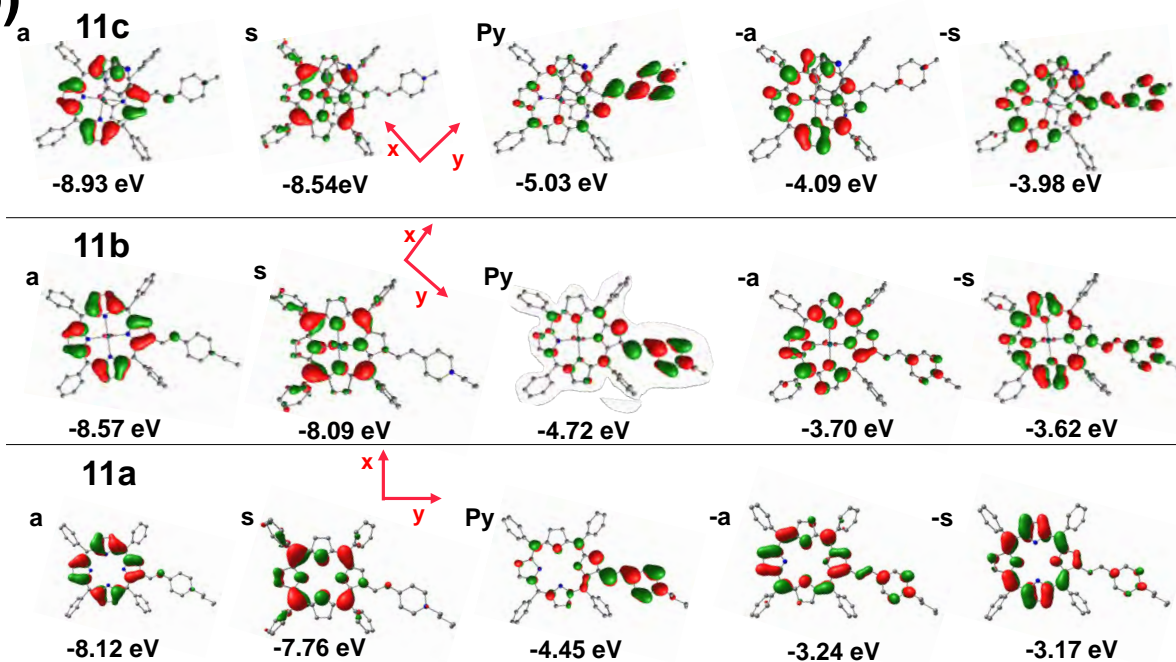 )
11c
a s Py -a -s
x y
-8.93 eV -8.54eV -5.03 eV -4.09 eV -3.98 eV
11b
x
a s Py -a -s
y
-8.57 eV -8.09 eV -4.72 eV -3.70 eV -3.62 eV
11a
x
y
a s Py -a -s
-8.12 eV -7.76 eV -4.45 eV -3.24 eV -3.17 eV